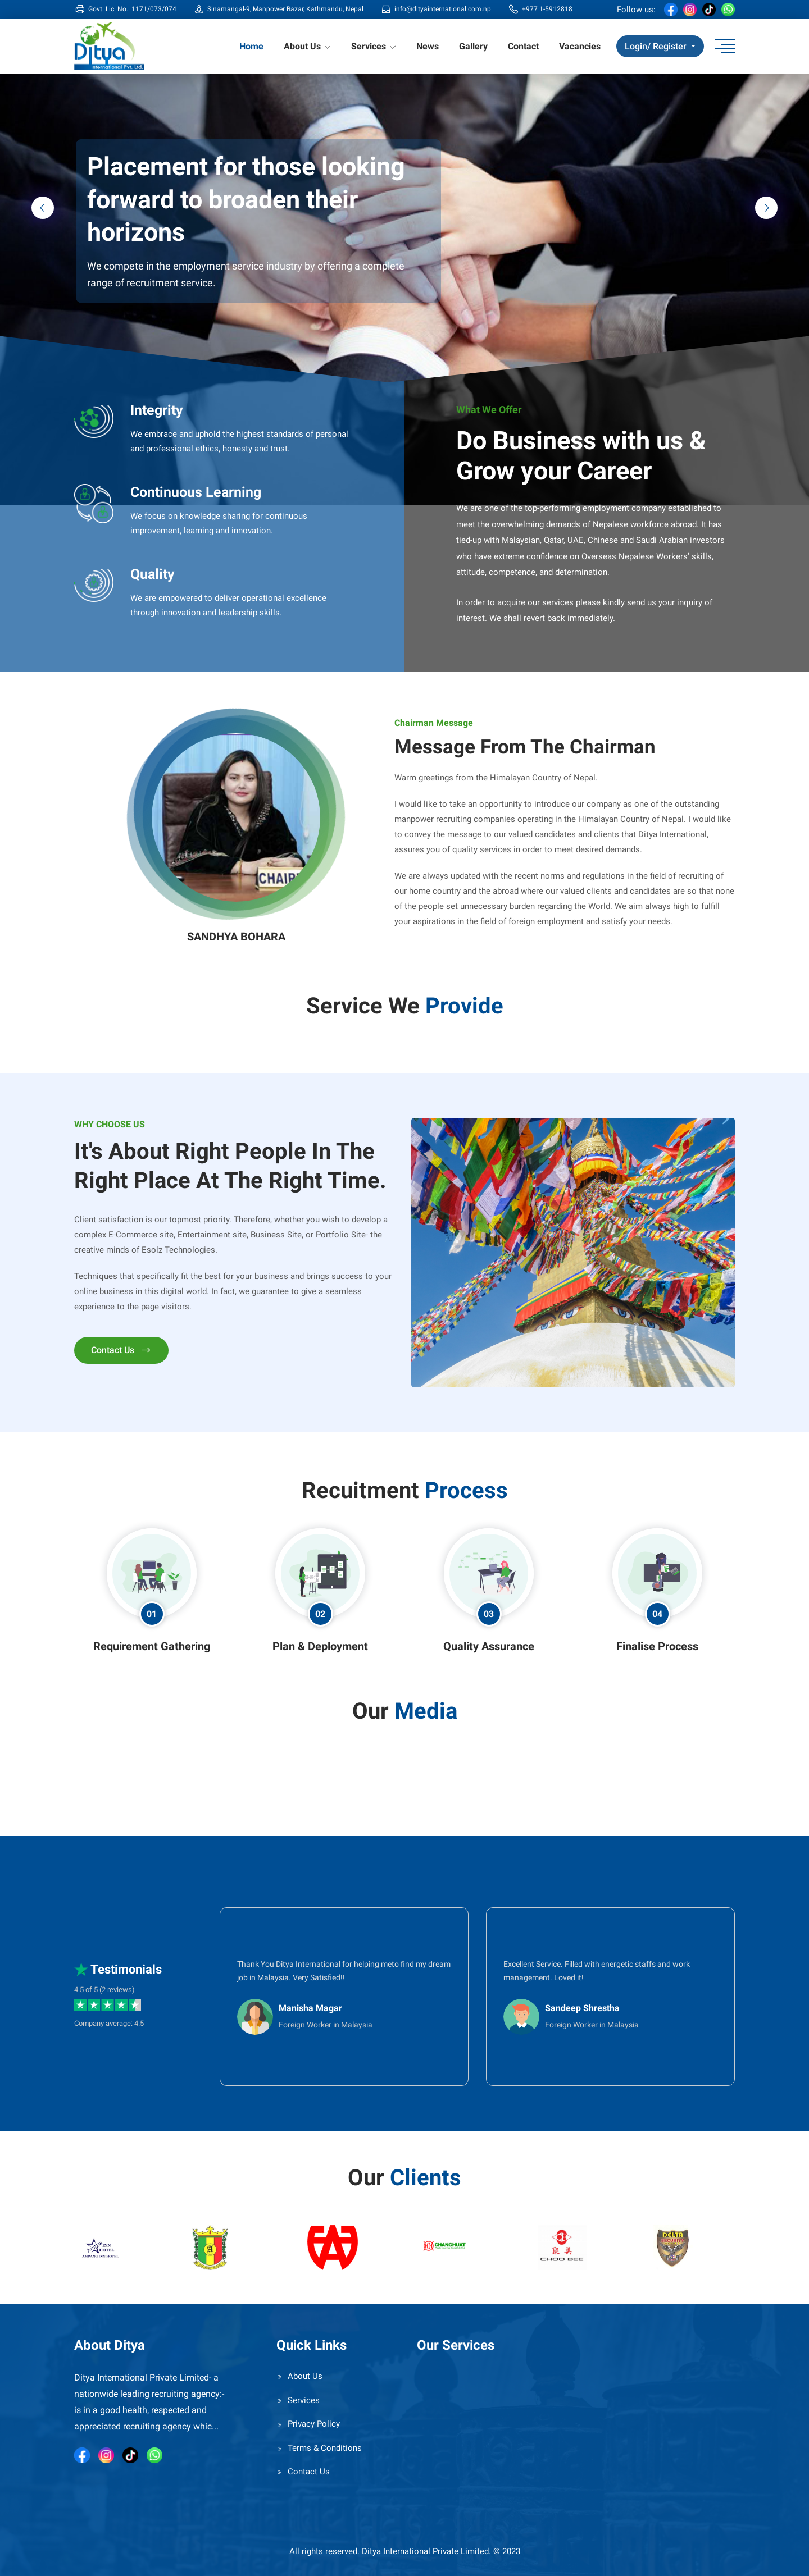 Govt. Lic. No.: 1171/073/074
Sinamangal-9, Manpower Bazar, Kathmandu, Nepal
info@dityainternational.com.np
+977 1-5912818
Follow us:
Ditya
International Pvt. Ltd.
Home
About Us
Services
News
Gallery
Contact
Vacancies
Login/ Register
Placement for those looking
forward to broaden their
horizons
We compete in the employment service industry by offering a complete
range of recruitment service.
Integrity
We embrace and uphold the highest standards of personal
and professional ethics, honesty and trust.
Continuous Learning
We focus on knowledge sharing for continuous
improvement, learning and innovation.
Quality
We are empowered to deliver operational excellence
through innovation and leadership skills.
What We Offer
Do Business with us &
Grow your Career
We are one of the top-performing employment company established to
meet the overwhelming demands of Nepalese workforce abroad. It has
tied-up with Malaysian, Qatar, UAE, Chinese and Saudi Arabian investors
who have extreme confidence on Overseas Nepalese Workers' skills,
attitude, competence, and determination.
In order to acquire our services please kindly send us your inquiry of
interest. We shall revert back immediately.
CHAIR
SANDHYA BOHARA
Chairman Message
Message From The Chairman
Warm greetings from the Himalayan Country of Nepal.
I would like to take an opportunity to introduce our company as one of the outstanding
manpower recruiting companies operating in the Himalayan Country of Nepal. I would like
to convey the message to our valued candidates and clients that Ditya International,
assures you of quality services in order to meet desired demands.
We are always updated with the recent norms and regulations in the field of recruiting of
our home country and the abroad where our valued clients and candidates are so that none
of the people set unnecessary burden regarding the World. We aim always high to fulfill
your aspirations in the field of foreign employment and satisfy your needs.
Service We Provide
WHY CHOOSE US
It's About Right People In The
Right Place At The Right Time.
Client satisfaction is our topmost priority. Therefore, whether you wish to develop a
complex E-Commerce site, Entertainment site, Business Site, or Portfolio Site- the
creative minds of Esolz Technologies.
Techniques that specifically fit the best for your business and brings success to your
online business in this digital world. In fact, we guarantee to give a seamless
experience to the page visitors.
Contact Us
Recuitment Process
01
Requirement Gathering
02
Plan & Deployment
03
Quality Assurance
04
Finalise Process
Our Media
Testimonials
4.5 of 5 (2 reviews)
Company average: 4.5
Thank You Ditya International for helping meto find my dream
job in Malaysia. Very Satisfied!!
Manisha Magar
Foreign Worker in Malaysia
Excellent Service. Filled with energetic staffs and work
management. Loved it!
Sandeep Shrestha
Foreign Worker in Malaysia
Our Clients
CHANGHUAT
CHOO BEE
DELTA
About Ditya
Ditya International Private Limited- a
nationwide leading recruiting agency:-
is in a good health, respected and
appreciated recruiting agency whic...
Quick Links
About Us
Services
Privacy Policy
Terms & Conditions
Contact Us
Our Services
All rights reserved. Ditya International Private Limited. © 2023